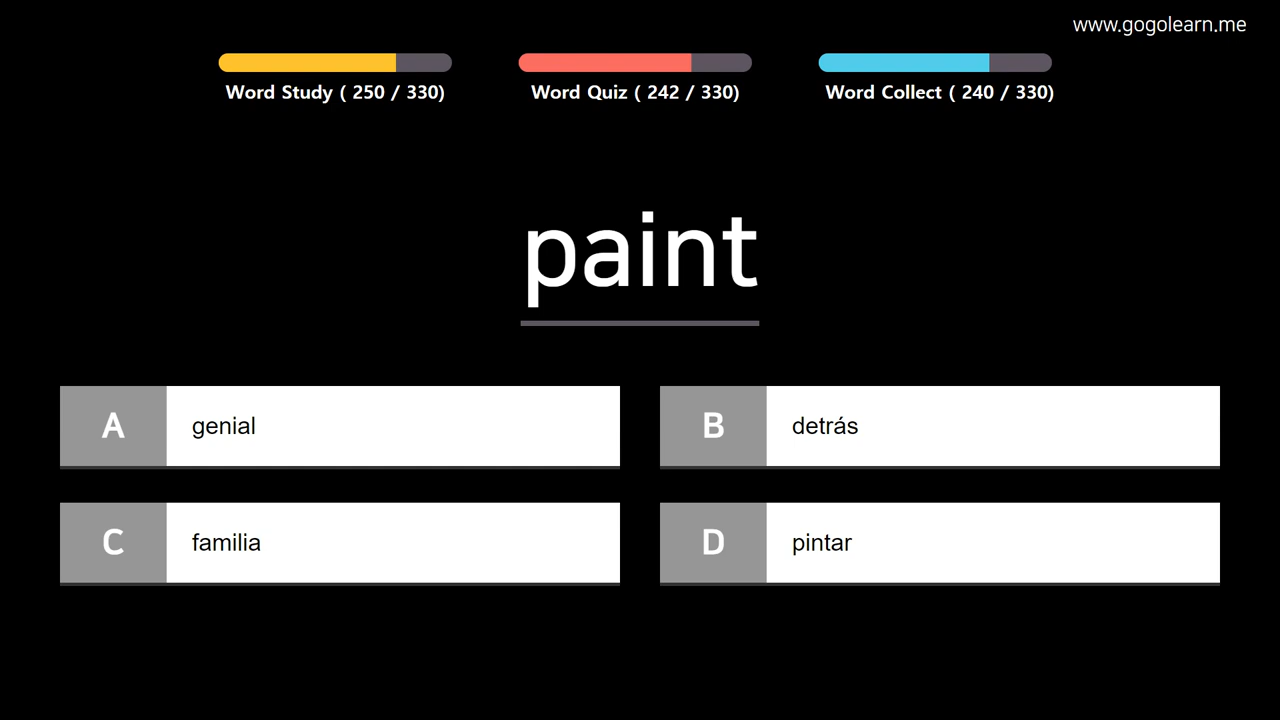 www.gogolearn.me
Word Study ( 250 / 330)
Word Quiz ( 242 / 330)
Word Collect ( 240 / 330)
paint
A genial
B detrás
C familia
D pintar